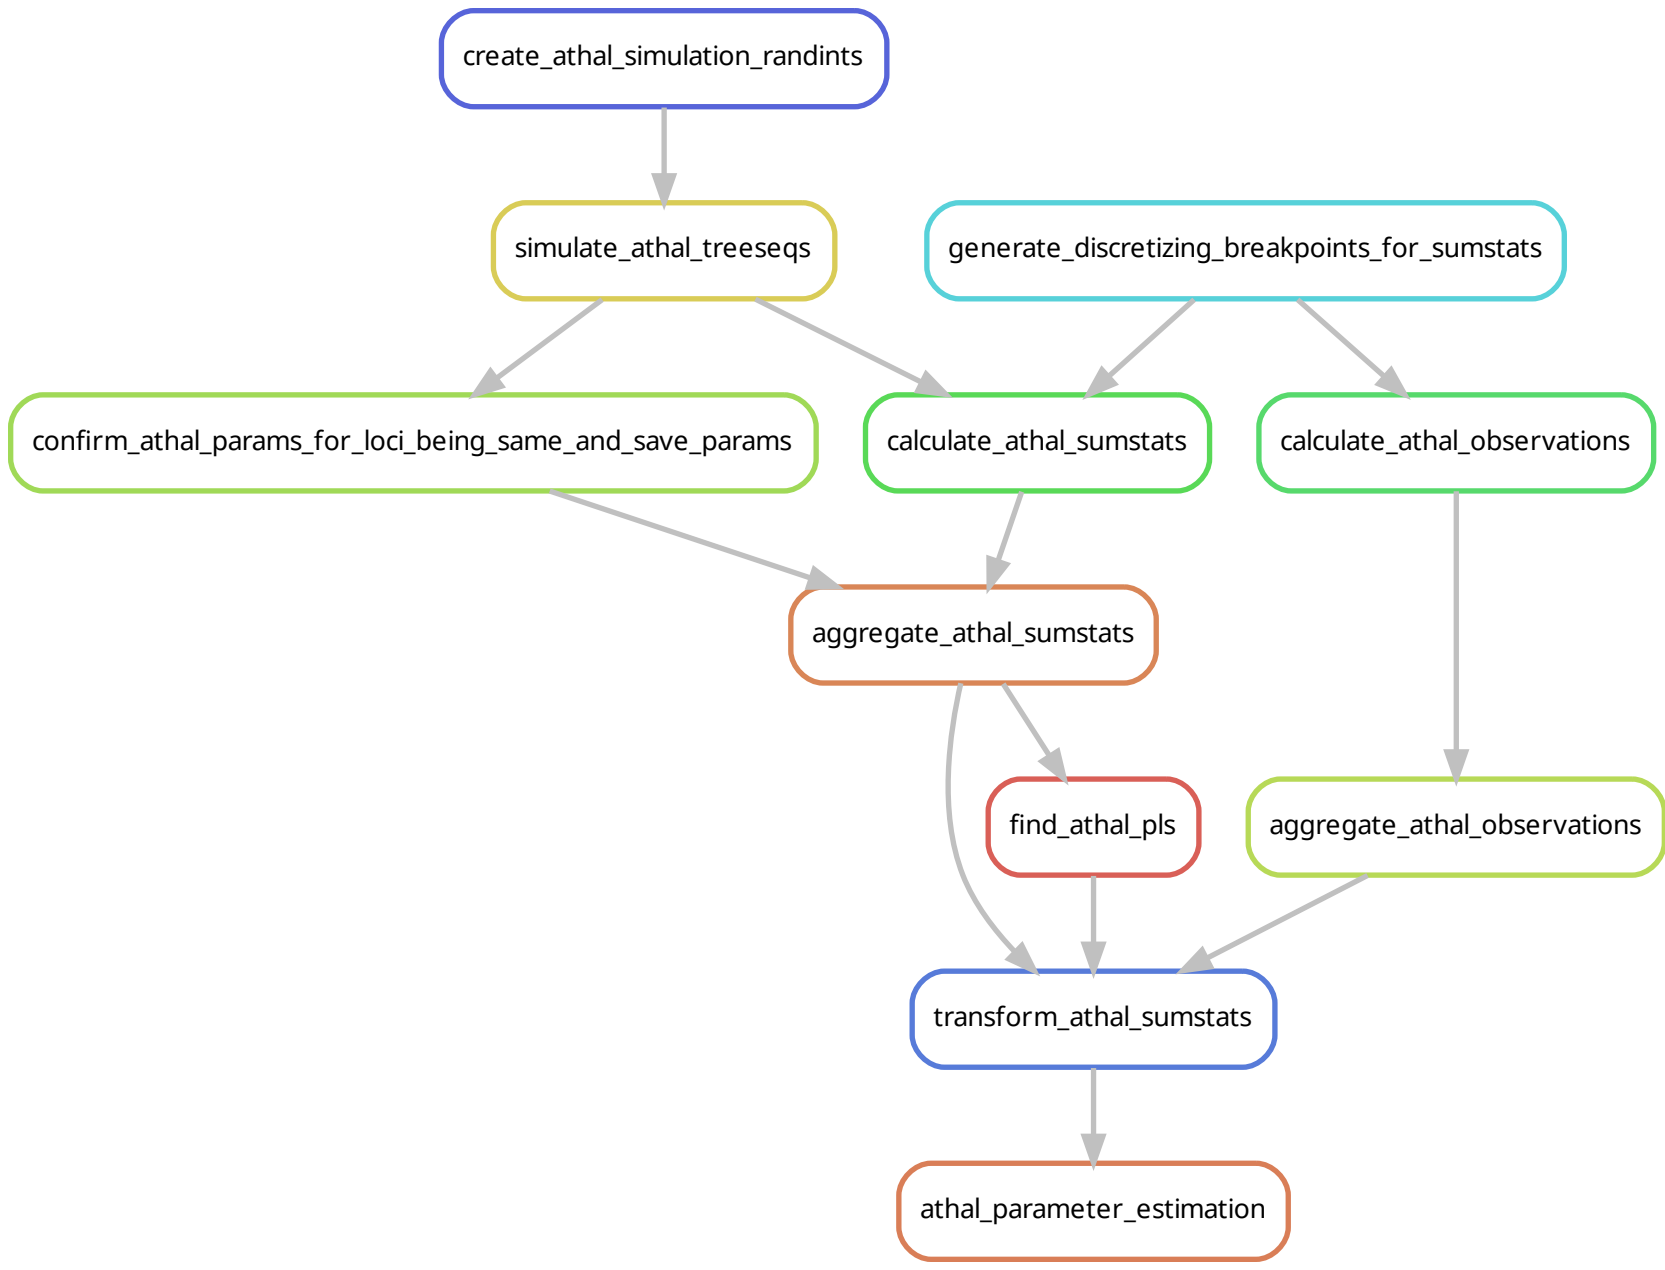 create_athal_simulation_randints
simulate_athal_treeseqs
generate_discretizing_breakpoints_for_sumstats
confirm_athal_params_for_loci_being_same_and_save_params
calculate_athal_sumstats
calculate_athal_observations
aggregate_athal_sumstats
find_athal_pls
aggregate_athal_observations
transform_athal_sumstats
athal_parameter_estimation